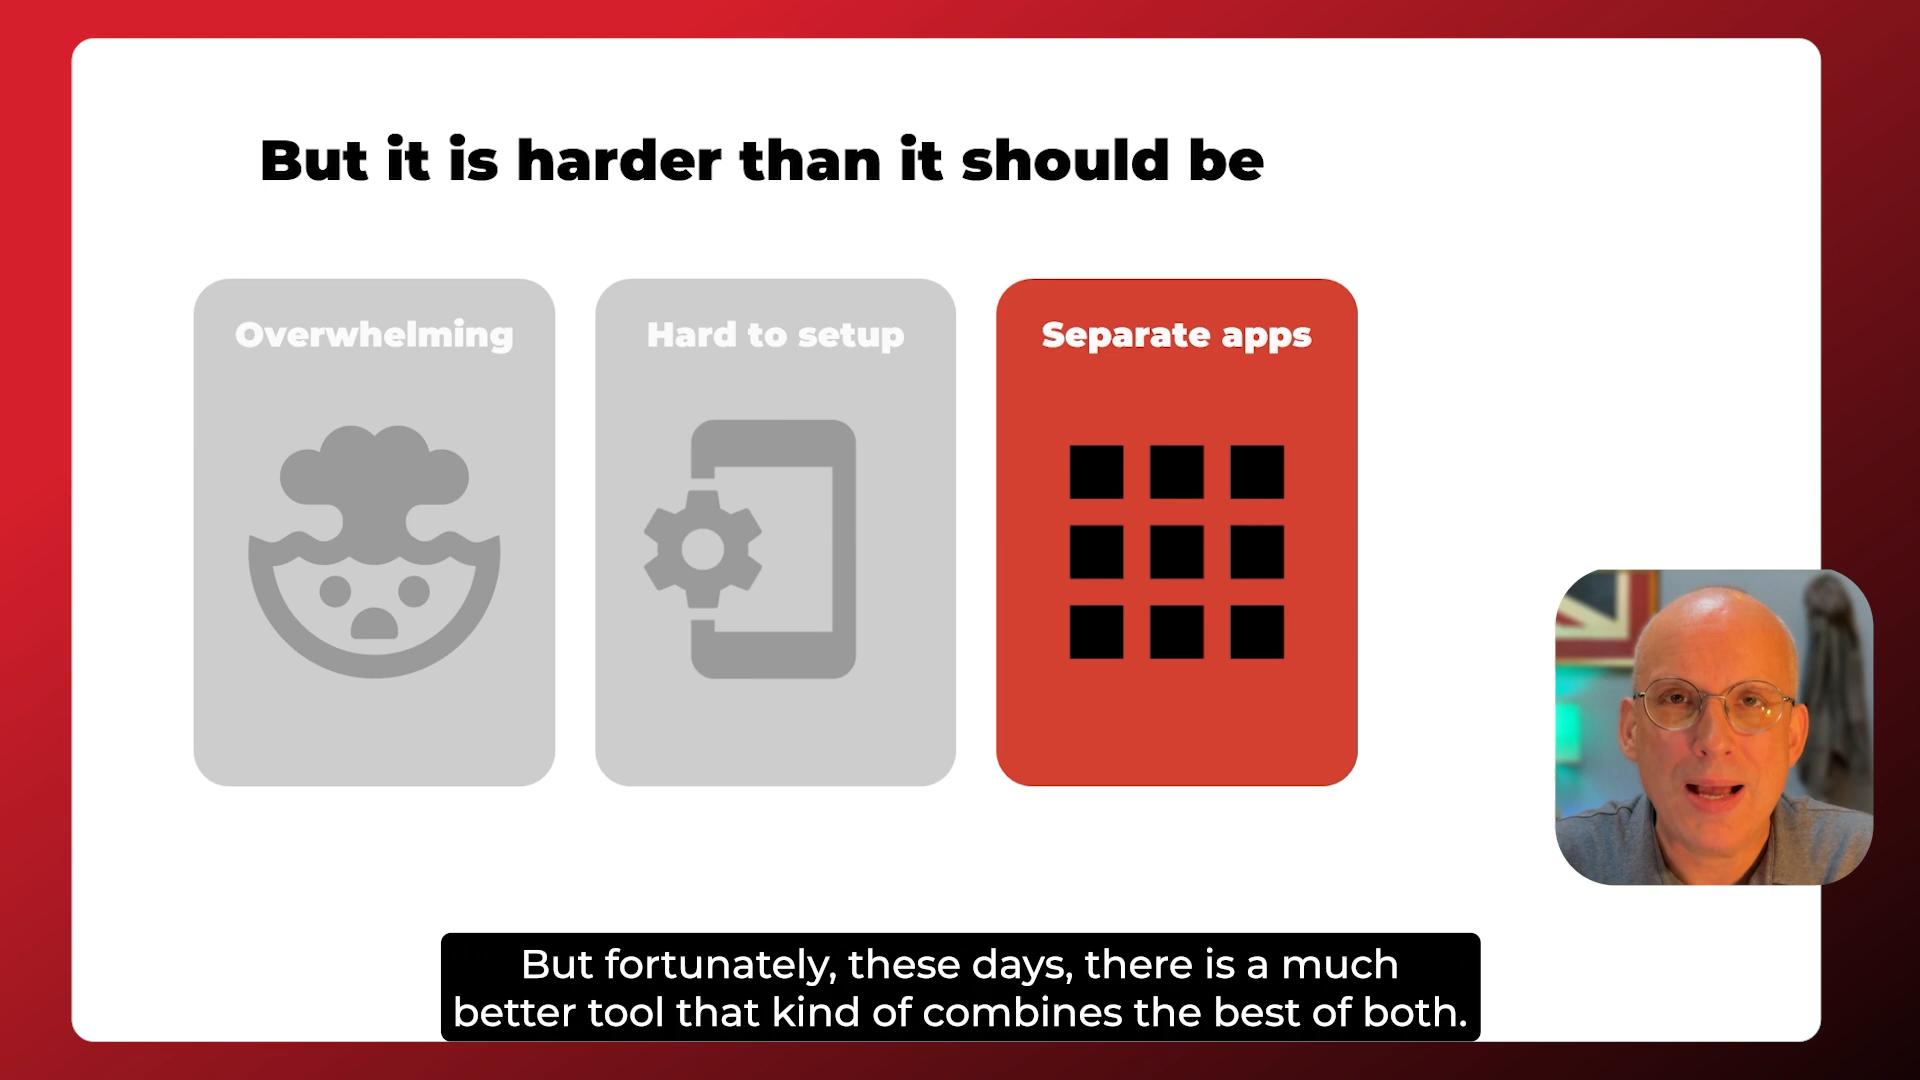 But it is harder than it should be
Overwhelming
Hard to setup
Separate apps
But fortunately, these days, there is a much
better tool that kind of combines the best of both.